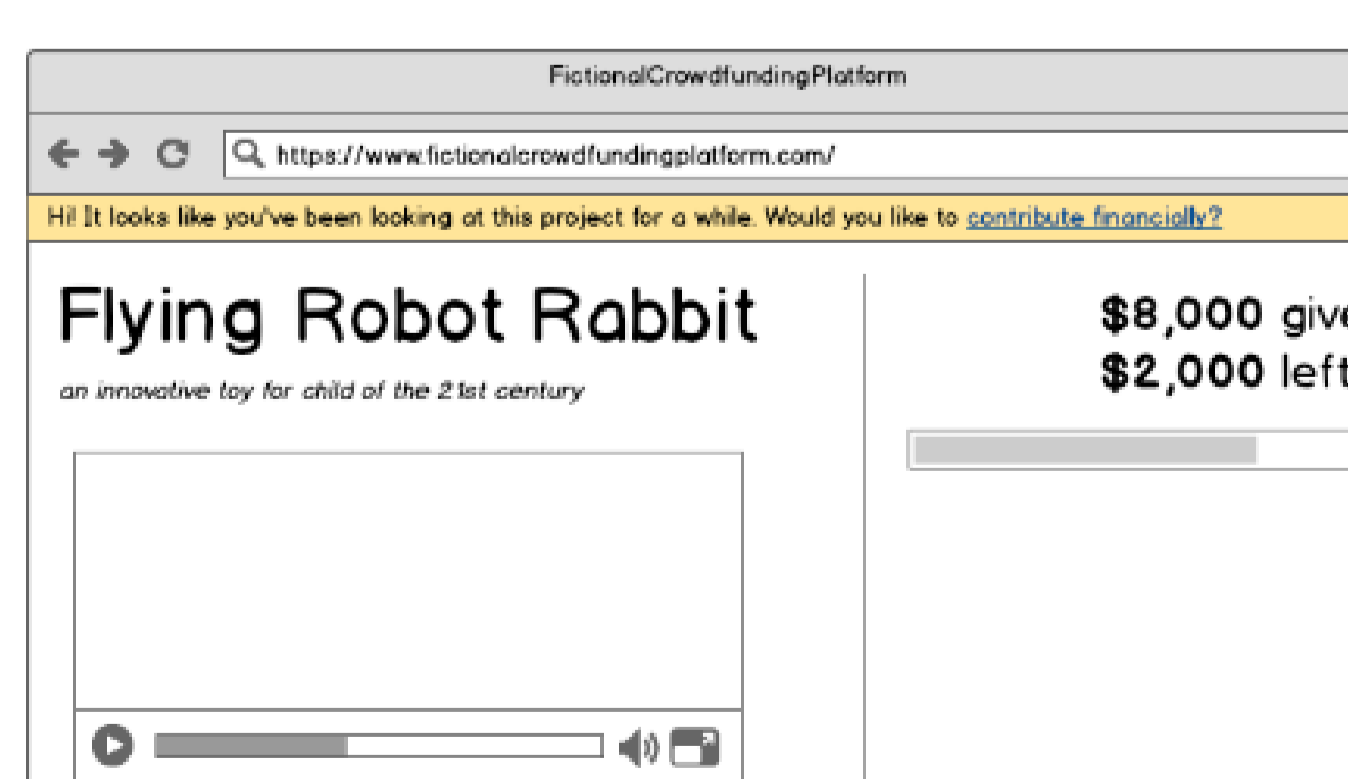 FictionalCrowdfundingPlatform
https://www.fictionalcrowdfundingplatform.com/
Hi! It looks like you've been looking at this project for a while. Would you like to contribute financially?
Flying Robot Rabbit
an innovative toy for child of the 21st century
$8,000 give
$2,000 left